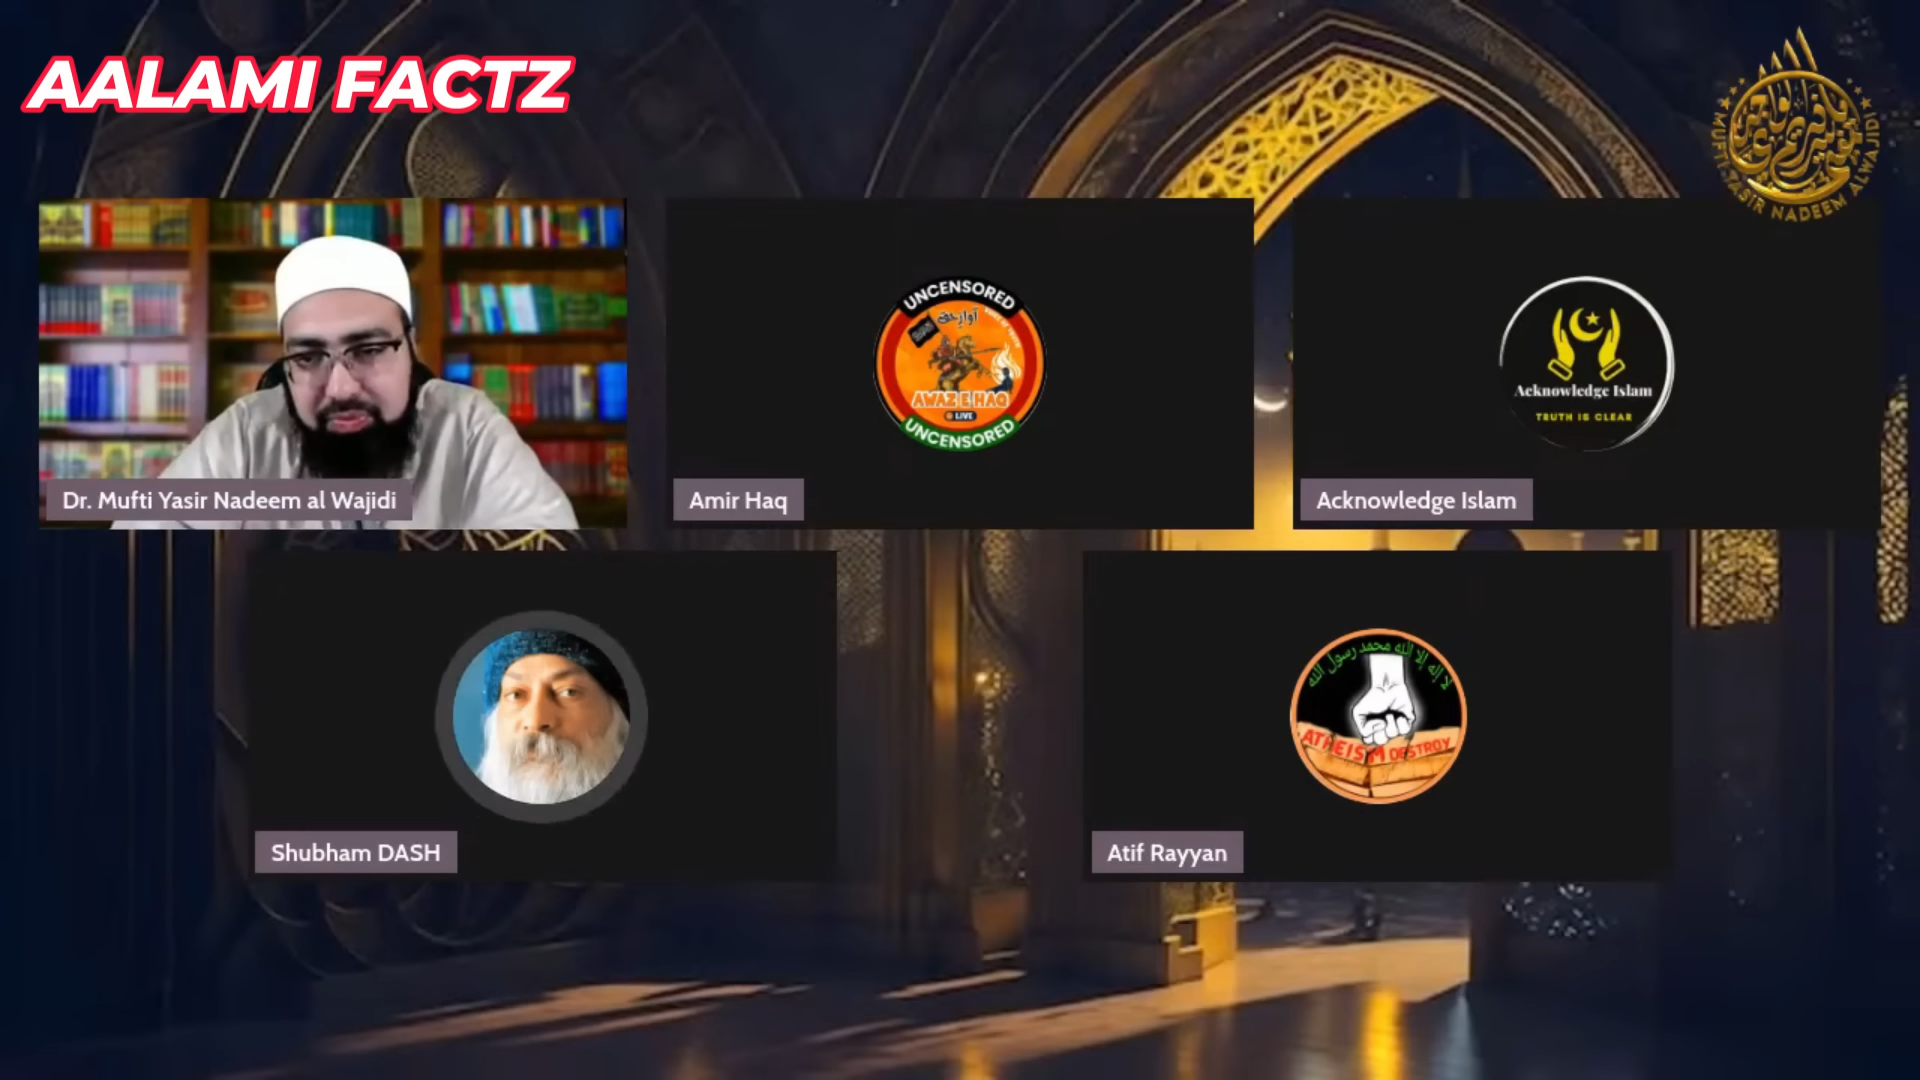 AALAMI FACTZ
MUFTI YASIR NADEEM ALWAJIDI
UNCENSORED
آواز حق
AWAZ E HAQ
LIVE
UNCENSORED
Acknowledge Islam
TRUTH IS CLEAR
Dr. Mufti Yasir Nadeem al Wajidi
Amir Haq
Acknowledge Islam
لا إله إلا الله محمد رسول الله
ATHEISM DESTROY
Shubham DASH
Atif Rayyan